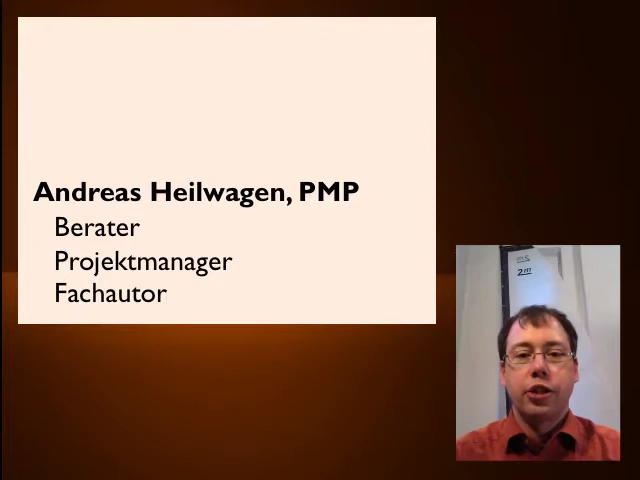 Andreas Heilwagen, PMP
Berater
Projektmanager
Fachautor